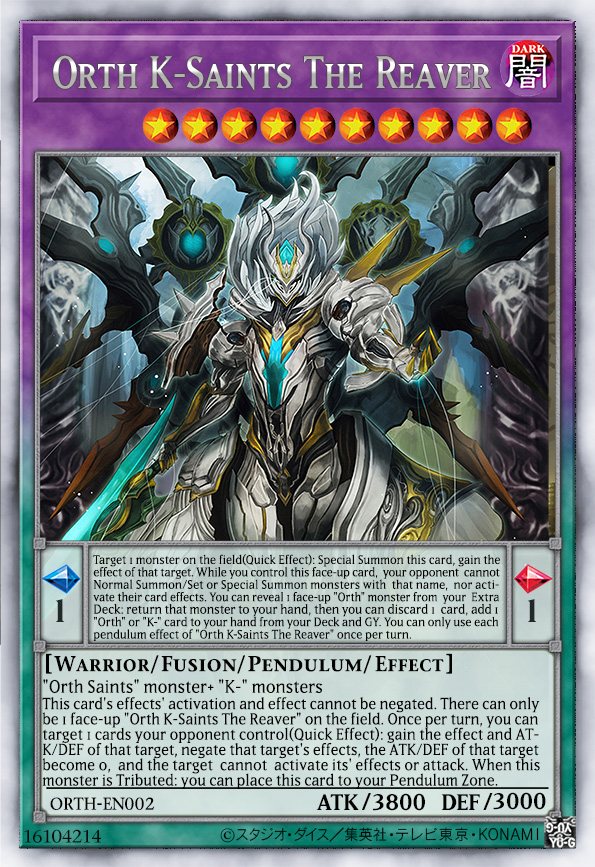 ORTH K-SAINTS THE REAVER
DARK
闇
Target 1 monster on the field(Quick Effect): Special Summon this card, gain the
effect of that target. While you control this face-up card, your opponent cannot
Normal Summon/Set or Special Summon monsters with that name, nor acti-
vate their card effects. You can reveal 1 face-up "Orth" monster from your Extra
Deck: return that monster to your hand, then you can discard 1 card, add 1
"Orth" or "K-" card to your hand from your Deck and GY. You can only use each
pendulum effect of "Orth K-Saints The Reaver" once per turn.
1
1
[WARRIOR/FUSION/PENDULUM/EFFECT]
"Orth Saints" monster+ "K-" monsters
This card's effects' activation and effect cannot be negated. There can only
be 1 face-up "Orth K-Saints The Reaver" on the field. Once per turn, you can
target 1 cards your opponent control(Quick Effect): gain the effect and AT-
K/DEF of that target, negate that target's effects, the ATK/DEF of that target
become 0, and the target cannot activate its' effects or attack. When this
monster is Tributed: you can place this card to your Pendulum Zone.
ORTH-EN002
ATK/3800 DEF/3000
16104214
©スタジオ・ダイス／集英社・テレビ東京・KONAMI